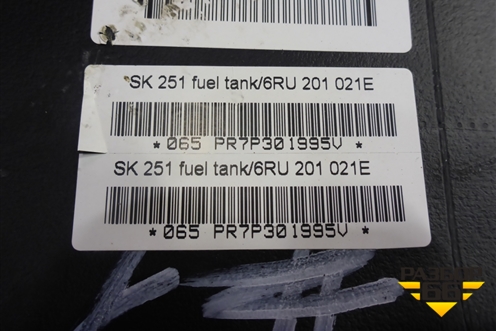 SK 251 fuel tank/6RU 201 021E
* 065 PR7P301995V *
SK 251 fuel tank/6RU 201 021E
* 065 PR7P301995V *